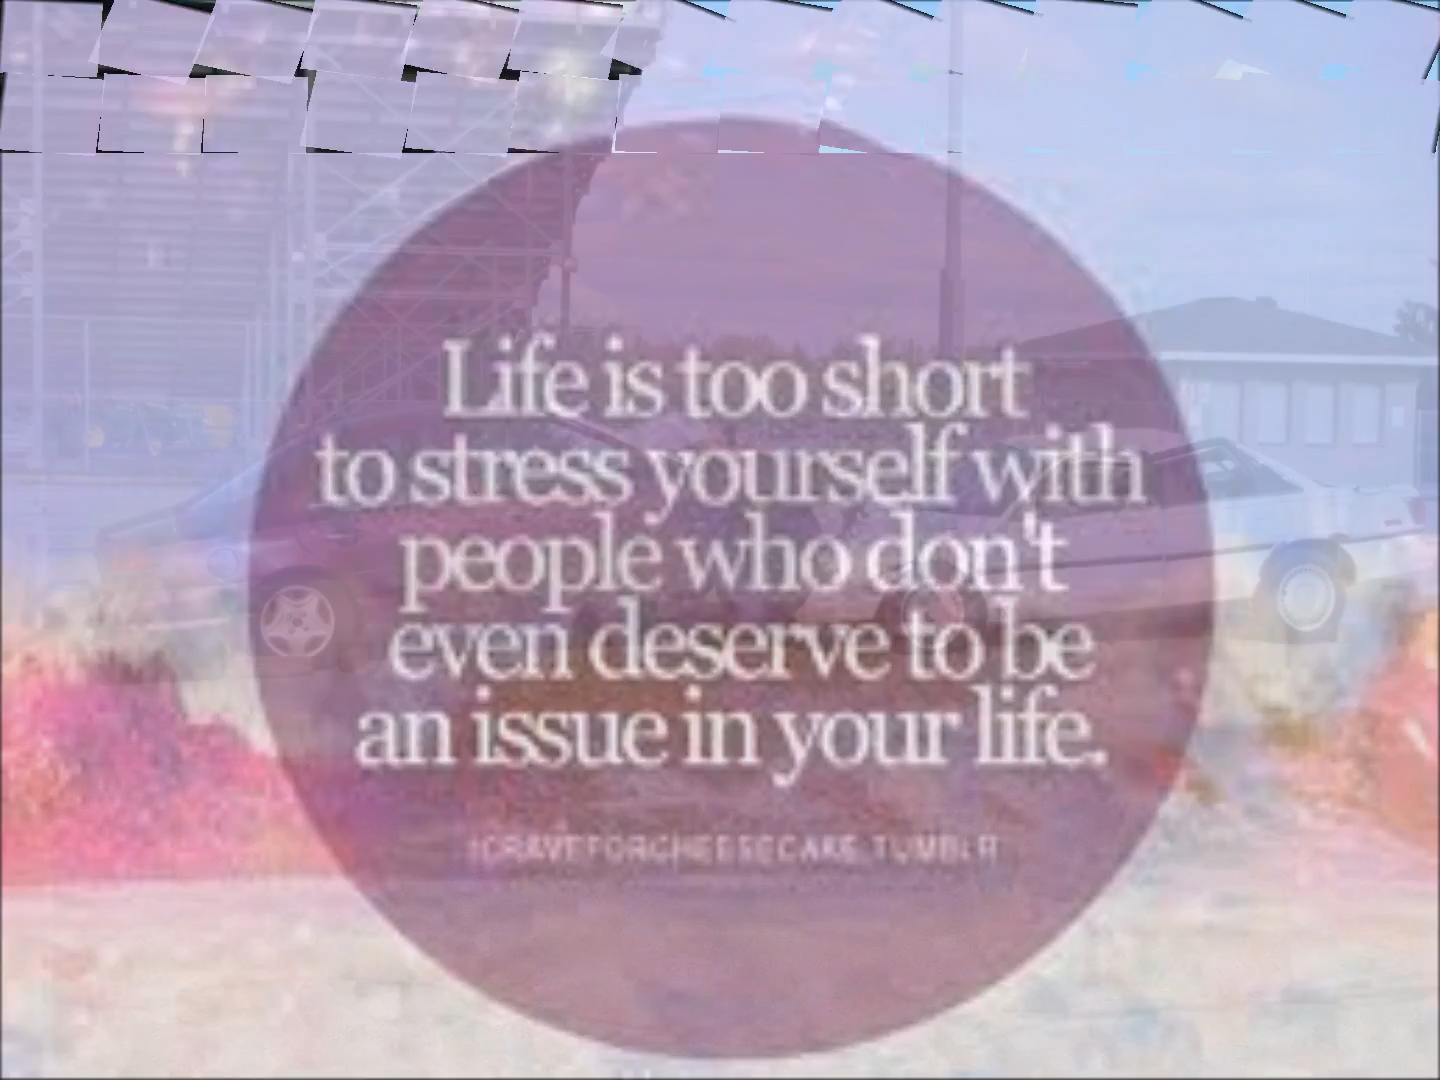 Life is too short
to stress yourself with
people who don't
even deserve to be
an issue in your life.
ICRAVEFORCHEESECAKE.TUMBLR